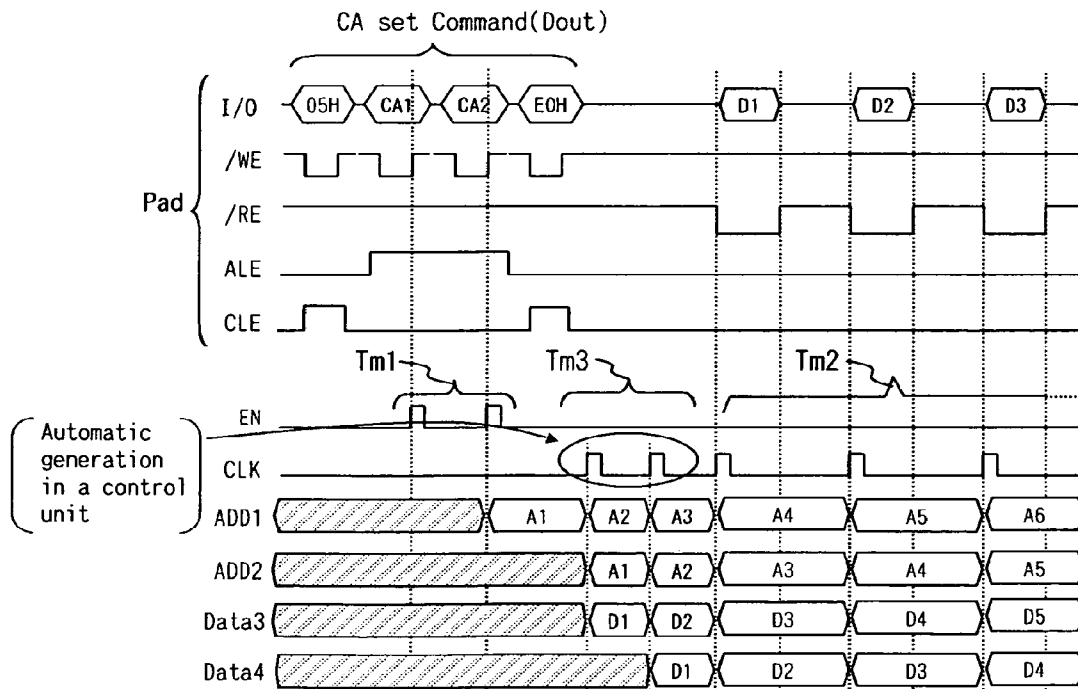 CA set Command(Dout)
Pad
I/O 05H CA1 CA2 E0H D1 D2 D3
/WE
/RE
ALE
CLE
Tm1 Tm3 Tm2
EN
CLK
Automatic
generation
in a control
unit
ADD1 A1 A2 A3 A4 A5 A6
ADD2 A1 A2 A3 A4 A5
Data3 D1 D2 D3 D4 D5
Data4 D1 D2 D3 D4